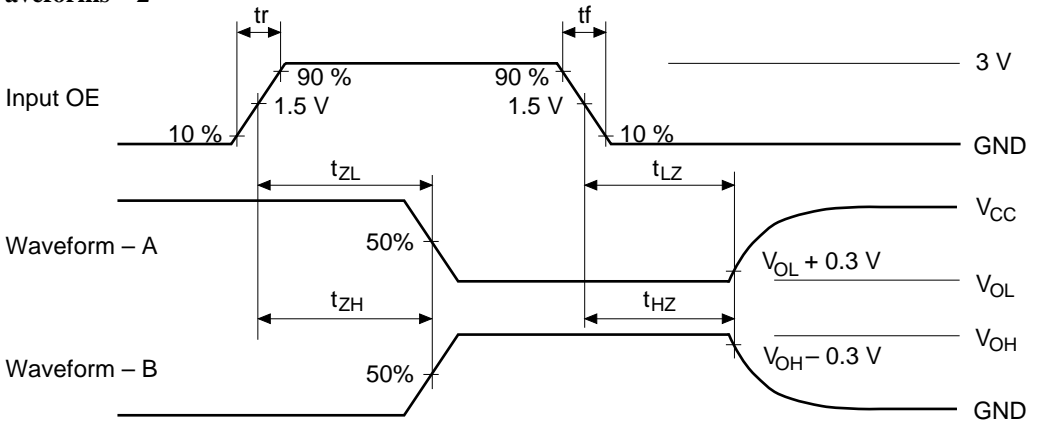 aveforms – 2
tr
tf
90 %
90 %
3 V
Input OE
1.5 V
1.5 V
10 %
10 %
GND
tZL
tLZ
VCC
Waveform – A
50%
VOL + 0.3 V
VOL
tZH
tHZ
VOH
VOH – 0.3 V
Waveform – B
50%
GND